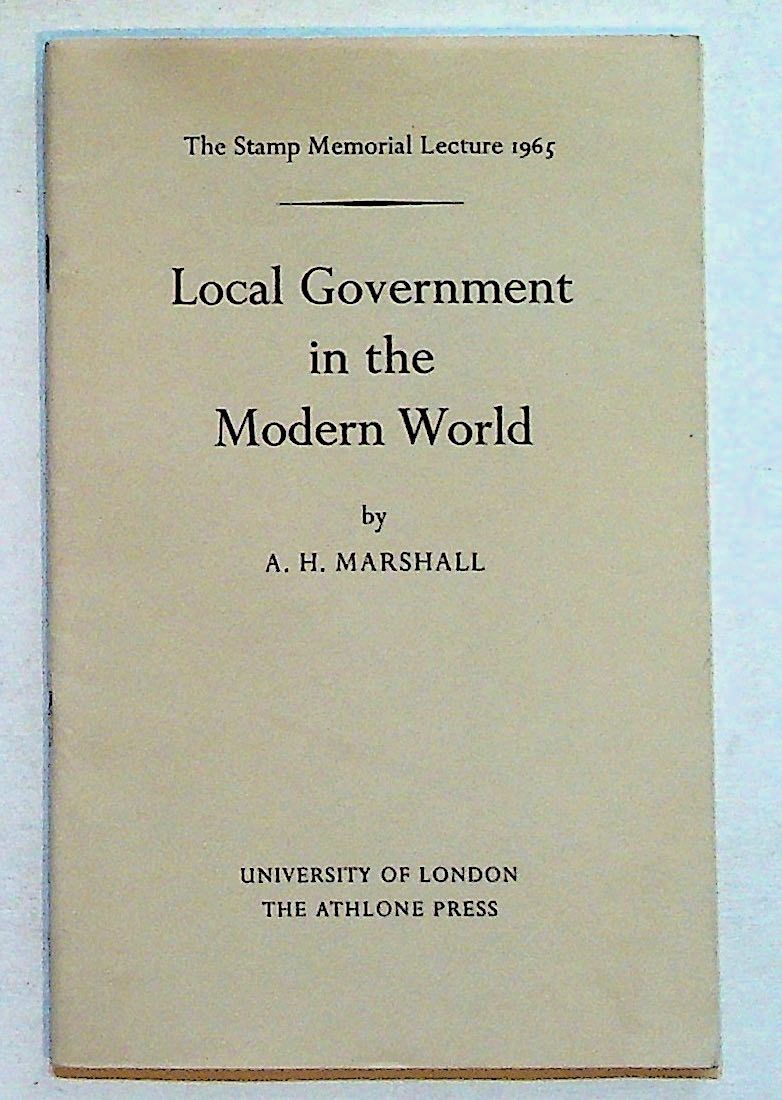 The Stamp Memorial Lecture 1965
Local Government
in the
Modern World
by
A. H. MARSHALL
UNIVERSITY OF LONDON
THE ATHLONE PRESS